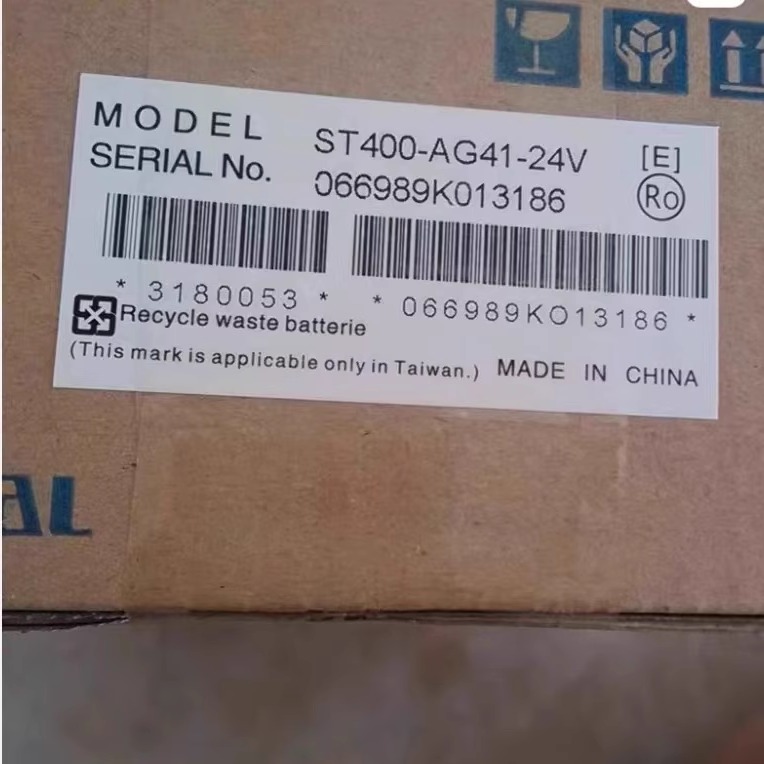 MODEL ST400-AG41-24V [E]
SERIAL No. 066989K013186 Ro
* 3180053 * * 066989KO13186 *
Recycle waste batterie
(This mark is applicable only in Taiwan.) MADE IN CHINA
AL